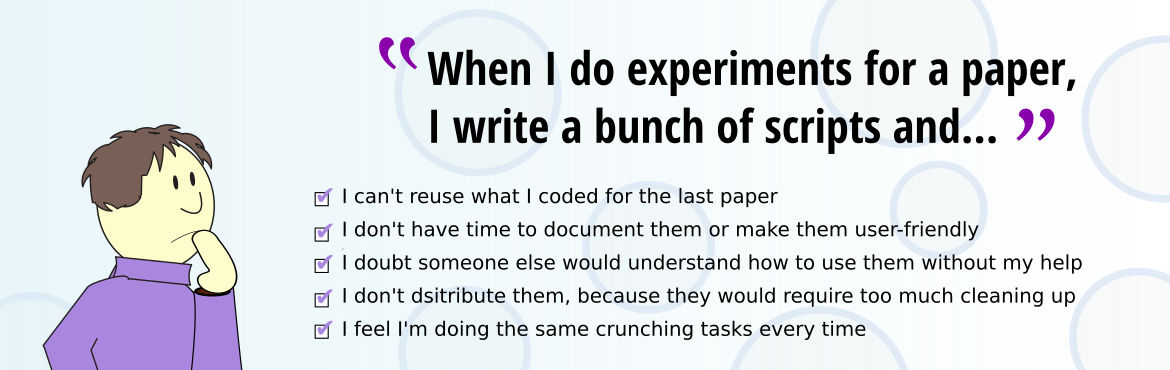 “When I do experiments for a paper,
I write a bunch of scripts and... ”
I can't reuse what I coded for the last paper
I don't have time to document them or make them user-friendly
I doubt someone else would understand how to use them without my help
I don't dsitribute them, because they would require too much cleaning up
I feel I'm doing the same crunching tasks every time